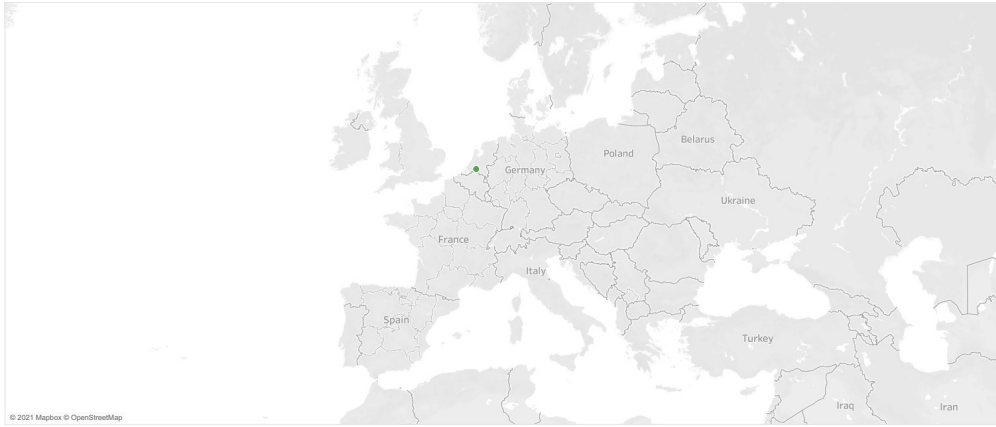 Belarus
Poland
Germany
Ukraine
France
Italy
Spain
Turkey
Iraq
Iran
© 2021 Mapbox © OpenStreetMap